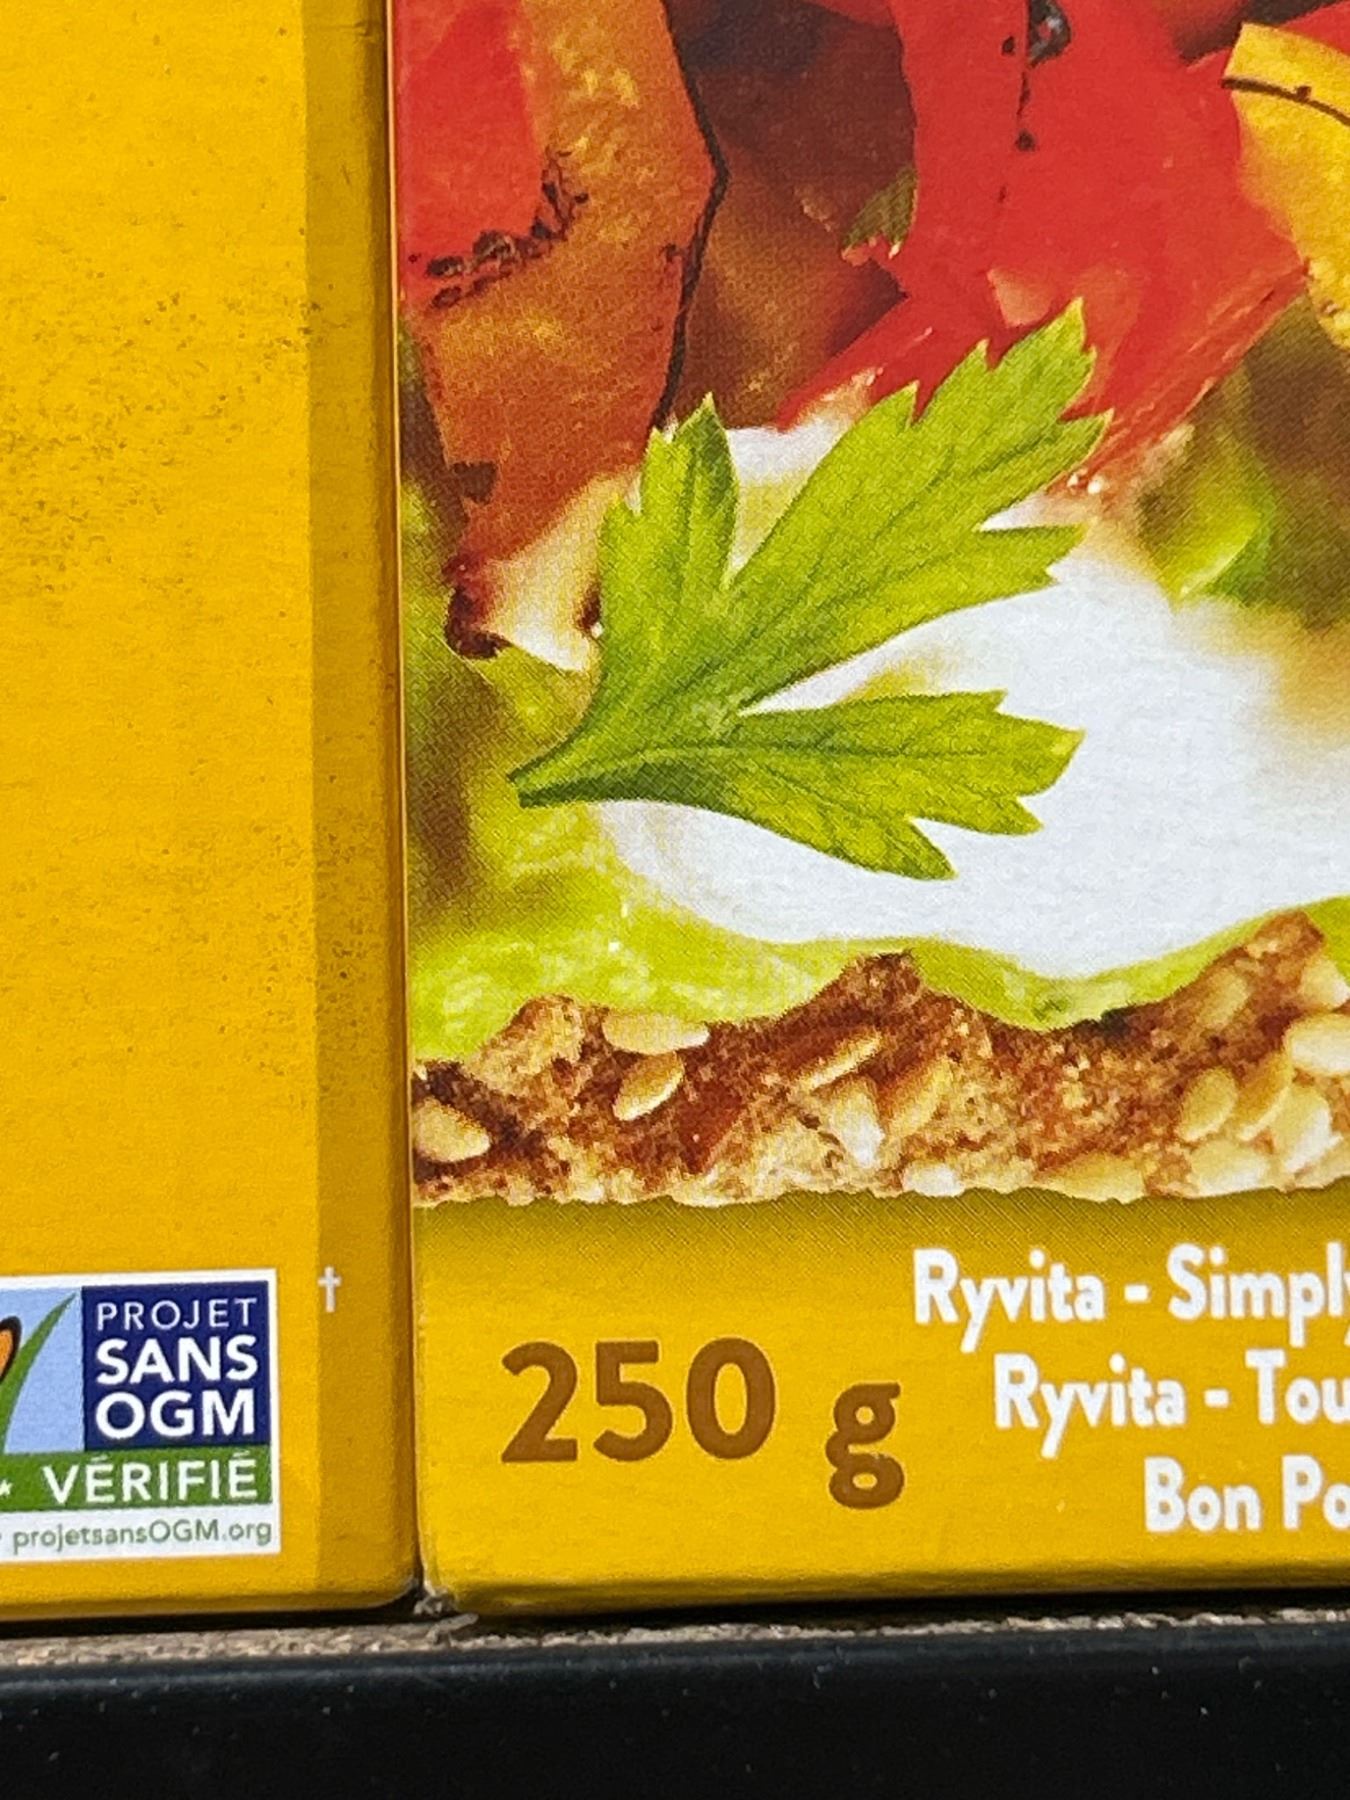 PROJET
SANS
OGM
VÉRIFIÉ
projetsansOGM.org
†
250 g
Ryvita - Simply
Ryvita - Tou
Bon Po